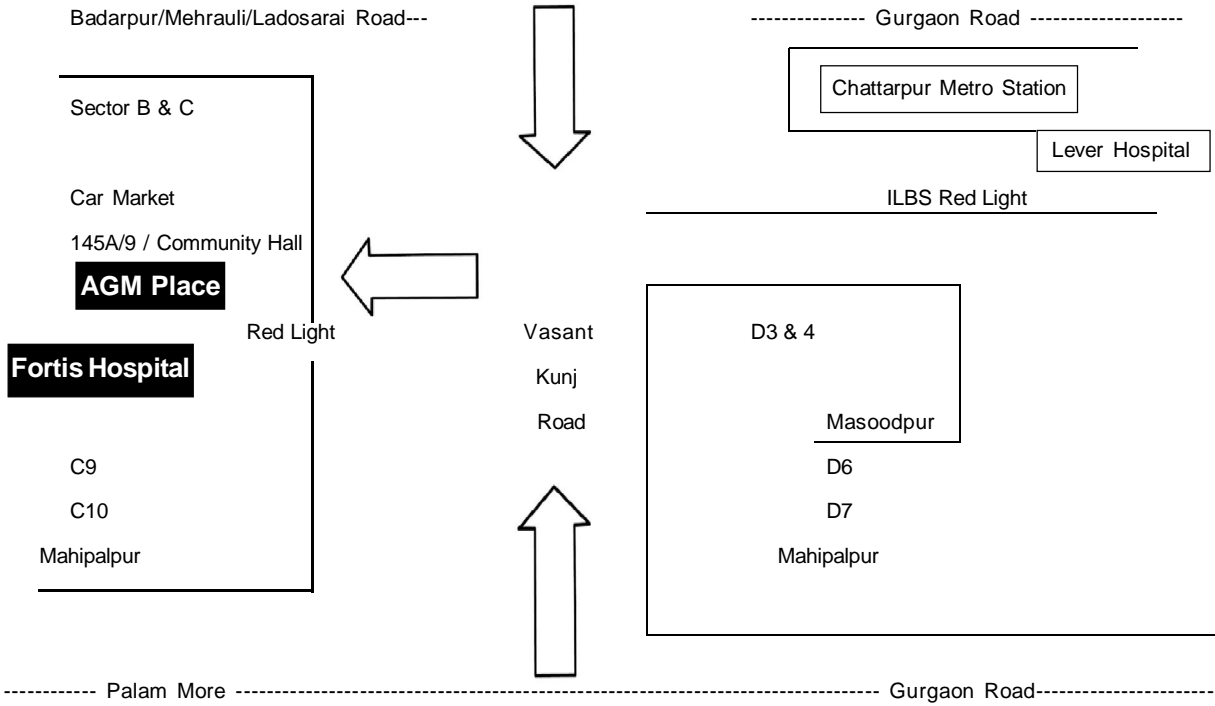 Badarpur/Mehrauli/Ladosarai Road---
-------------- Gurgaon Road --------------------
Chattarpur Metro Station
Sector B & C
Lever Hospital
Car Market
ILBS Red Light
145A/9 / Community Hall
AGM Place
Red Light
Vasant
D3 & 4
Fortis Hospital
Kunj
Road
Masoodpur
C9
D6
C10
D7
Mahipalpur
Mahipalpur
------------ Palam More ------------------------------------------------------------------------------------ Gurgaon Road-----------------------